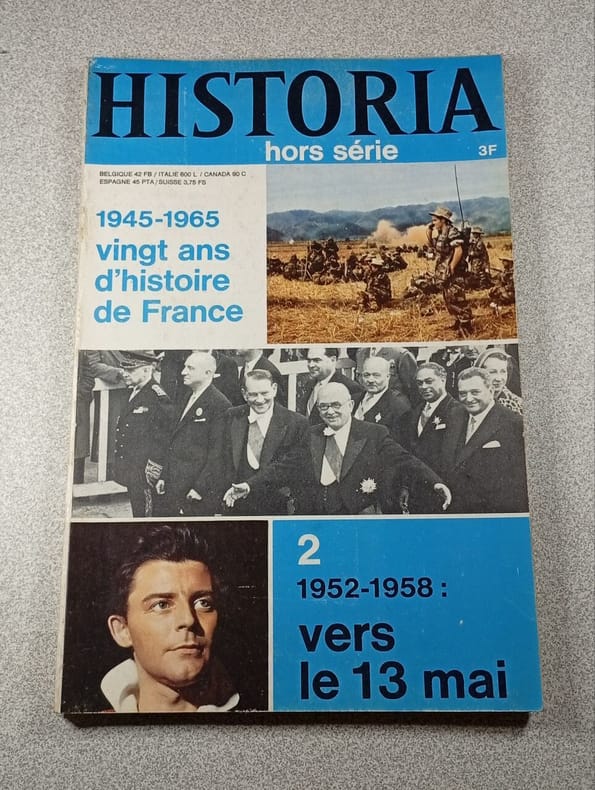 HISTORIA
hors série
3F
BELGIQUE 42 FB / ITALIE 600 L / CANADA 90 C
ESPAGNE 45 PTA / SUISSE 3,75 FS
1945-1965
vingt ans
d'histoire
de France
2
1952-1958 :
vers
le 13 mai